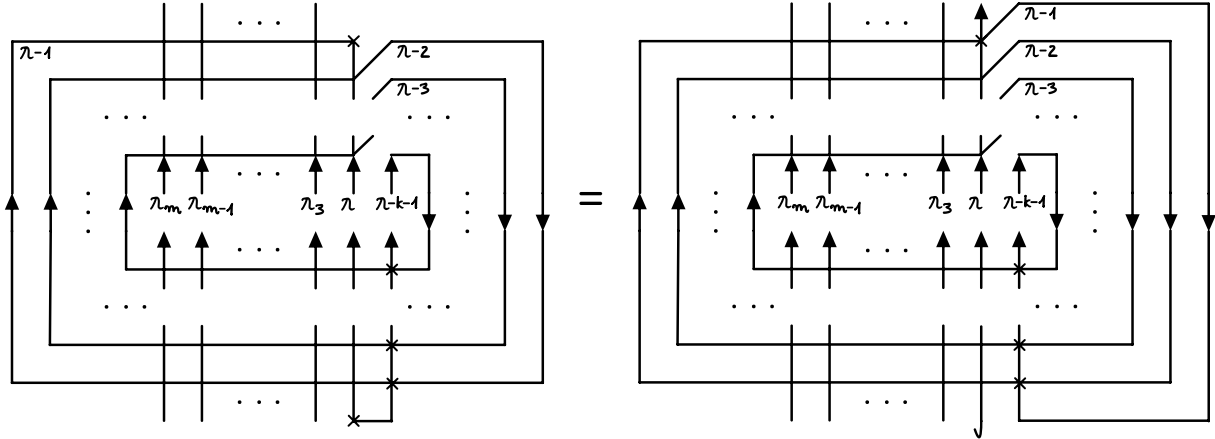 n-1
n-1 n-2 n-2
n-3 n-3
. . .
n_m n_{m-1} . . . n_3 n n-k-1 = n_m n_{m-1} . . . n_3 n n-k-1